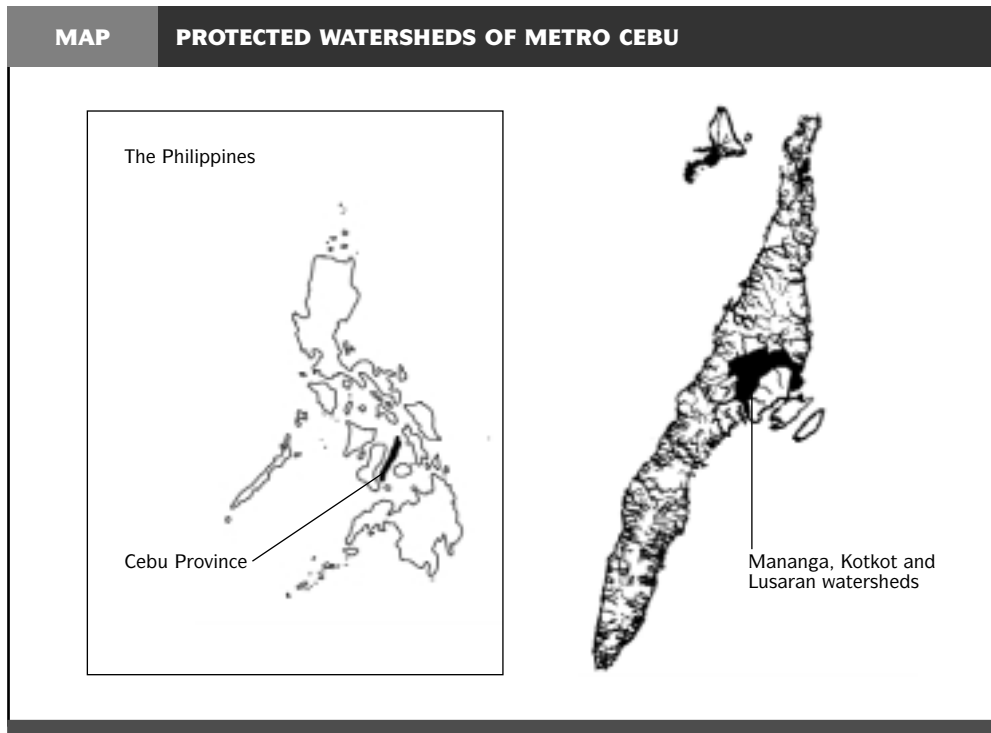 MAP
PROTECTED WATERSHEDS OF METRO CEBU
The Philippines
Cebu Province
Mananga, Kotkot and
Lusaran watersheds